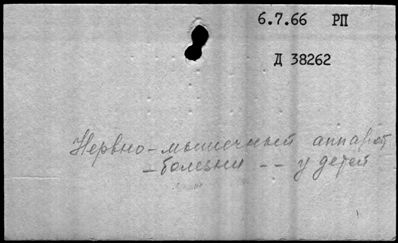 6.7.66 РП
Д 38262
Нервно-мышечный аппарат
- болезни -- у детей